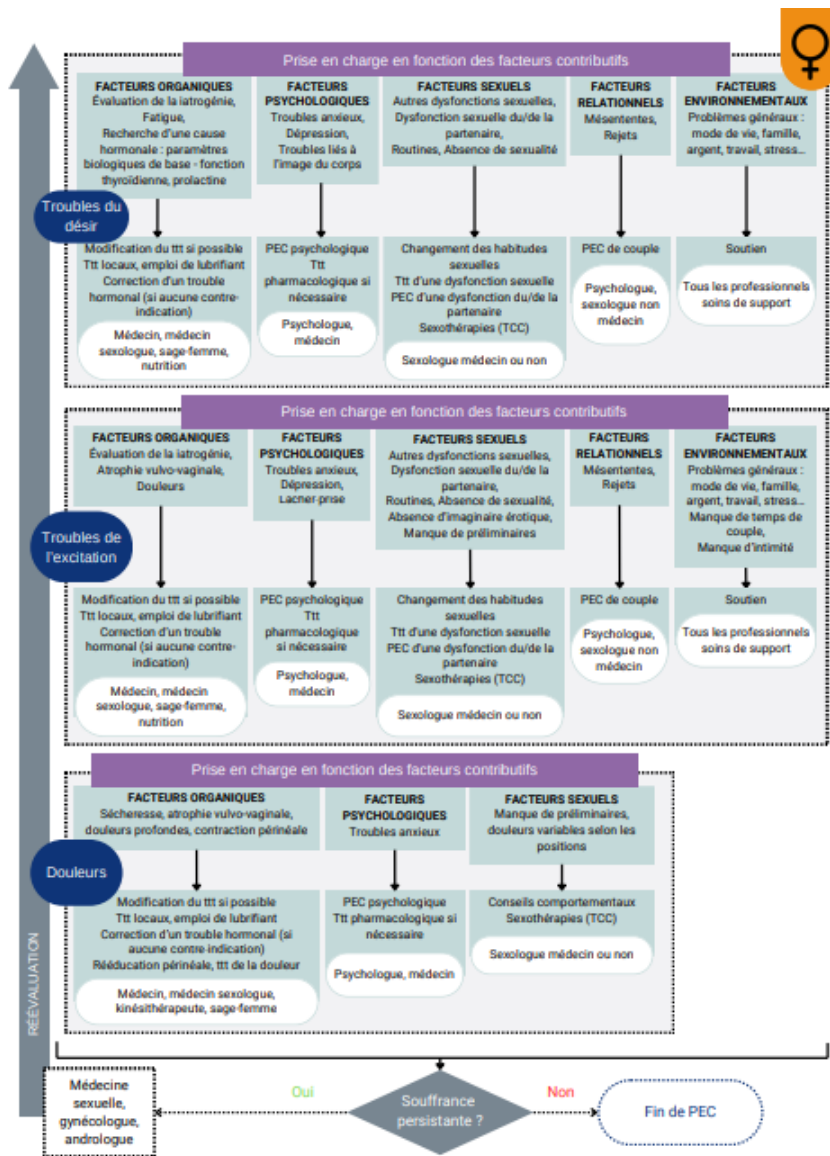 Prise en charge en fonction des facteurs contributifs
FACTEURS ORGANIQUES
Évaluation de la iatrogénie,
Fatigue,
Recherche d'une cause
hormonale : paramètres
biologiques de base - fonction
thyroïdienne, prolactine
FACTEURS
PSYCHOLOGIQUES
Troubles anxieux,
Dépression,
Troubles liés à
l'image du corps
FACTEURS SEXUELS
Autres dysfonctions sexuelles,
Dysfonction sexuelle du/de la
partenaire,
Routines, Absence de sexualité
FACTEURS
RELATIONNELS
Mésententes,
Rejets
FACTEURS
ENVIRONNEMENTAUX
Problèmes généraux :
mode de vie, famille,
argent, travail, stress...
Troubles du
désir
Modification du ttt si possible
Ttt locaux, emploi de lubrifiant
Correction d'un trouble
hormonal (si aucune contre-
indication)
Médecin, médecin
sexologue, sage-femme,
nutrition
PEC psychologique
Ttt
pharmacologique si
nécessaire
Psychologue,
médecin
Changement des habitudes
sexuelles
Ttt d'une dysfonction sexuelle
PEC d'une dysfonction du/de la
partenaire
Sexothérapies (TCC)
Sexologue médecin ou non
PEC de couple
Psychologue,
sexologue non
médecin
Soutien
Tous les professionnels
soins de support
Prise en charge en fonction des facteurs contributifs
FACTEURS ORGANIQUES
Évaluation de la iatrogénie,
Atrophie vulvo-vaginale,
Douleurs
FACTEURS
PSYCHOLOGIQUES
Troubles anxieux,
Dépression,
Lacner-prise
FACTEURS SEXUELS
Autres dysfonctions sexuelles,
Dysfonction sexuelle du/de la
partenaire,
Routines, Absence de sexualité,
Absence d'imaginaire érotique,
Manque de préliminaires
FACTEURS
RELATIONNELS
Mésententes,
Rejets
FACTEURS
ENVIRONNEMENTAUX
Problèmes généraux :
mode de vie, famille,
argent, travail, stress...
Manque de temps de
couple,
Manque d'intimité
Troubles de
l'excitation
Modification du ttt si possible
Ttt locaux, emploi de lubrifiant
Correction d'un trouble
hormonal (si aucune contre-
indication)
Médecin, médecin
sexologue, sage-femme,
nutrition
PEC psychologique
Ttt
pharmacologique
si nécessaire
Psychologue,
médecin
Changement des habitudes
sexuelles
Ttt d'une dysfonction sexuelle
PEC d'une dysfonction du/de la
partenaire
Sexothérapies (TCC)
Sexologue médecin ou non
PEC de couple
Psychologue,
sexologue non
médecin
Soutien
Tous les professionnels
soins de support
Prise en charge en fonction des facteurs contributifs
FACTEURS ORGANIQUES
Sécheresse, atrophie vulvo-vaginale,
douleurs profondes, contraction périnéale
FACTEURS
PSYCHOLOGIQUES
Troubles anxieux
FACTEURS SEXUELS
Manque de préliminaires,
douleurs variables selon les
positions
Douleurs
Modification du ttt si possible
Ttt locaux, emploi de lubrifiant
Correction d'un trouble hormonal (si
aucune contre-indication)
Rééducation périnéale, ttt de la douleur
Médecin, médecin sexologue,
kinésithérapeute, sage-femme
PEC psychologique
Ttt pharmacologique si
nécessaire
Psychologue, médecin
Conseils comportementaux
Sexothérapies (TCC)
Sexologue médecin ou non
RÉÉVALUATION
Médecine
sexuelle,
gynécologue,
andrologue
Oui
Souffrance
persistante ?
Non
Fin de PEC